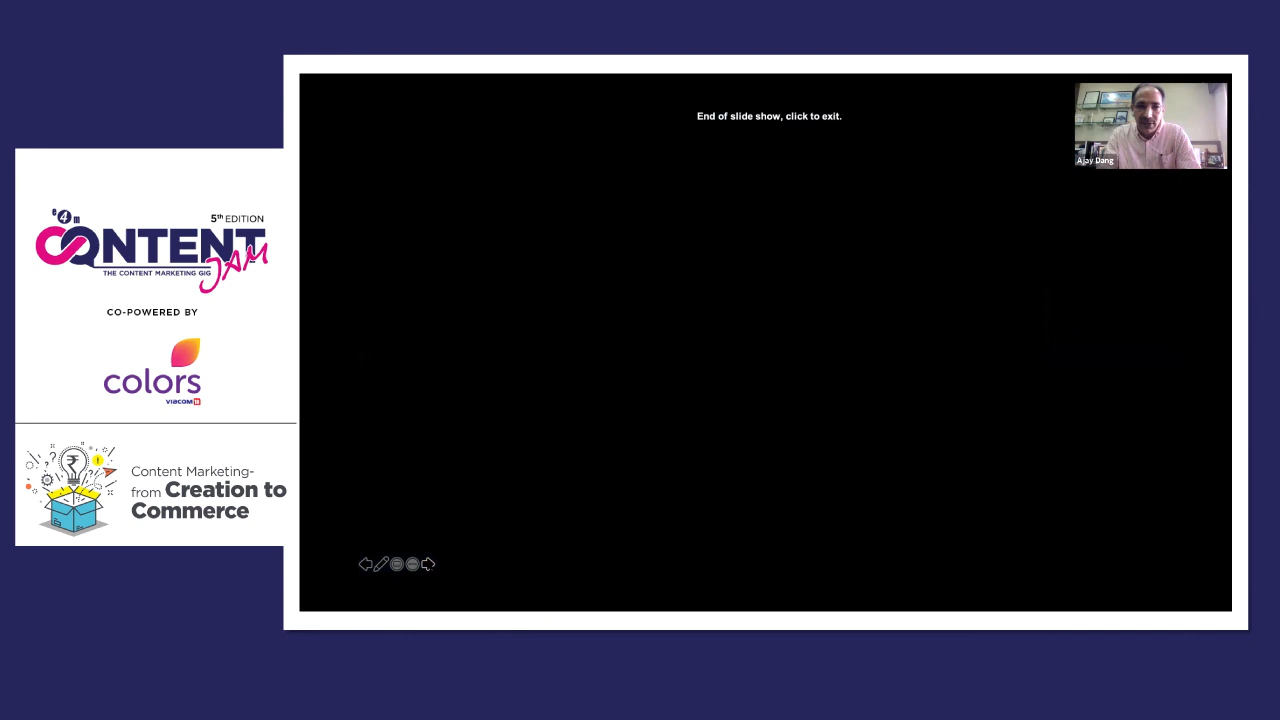 e4m
5th EDITION
CONTENT
JAM
THE CONTENT MARKETING GIG
CO-POWERED BY
colors
VIACOM18
₹
Content Marketing-
from Creation to
Commerce
End of slide show, click to exit.
Ajay Dang